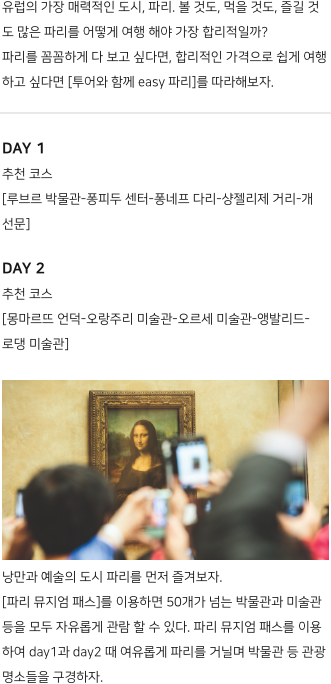 유럽의 가장 매력적인 도시, 파리. 볼 것도, 먹을 것도, 즐길 것
도 많은 파리를 어떻게 여행 해야 가장 합리적일까?
파리를 꼼꼼하게 다 보고 싶다면, 합리적인 가격으로 쉽게 여행
하고 싶다면 [투어와 함께 easy 파리]를 따라해보자.
DAY 1
추천 코스
[루브르 박물관-퐁피두 센터-퐁네프 다리-샹젤리제 거리-개
선문]
DAY 2
추천 코스
[몽마르뜨 언덕-오랑주리 미술관-오르세 미술관-앵발리드-
로댕 미술관]
낭만과 예술의 도시 파리를 먼저 즐겨보자.
[파리 뮤지엄 패스]를 이용하면 50개가 넘는 박물관과 미술관
등을 모두 자유롭게 관람 할 수 있다. 파리 뮤지엄 패스를 이용
하여 day1과 day2 때 여유롭게 파리를 거닐며 박물관 등 관광
명소들을 구경하자.